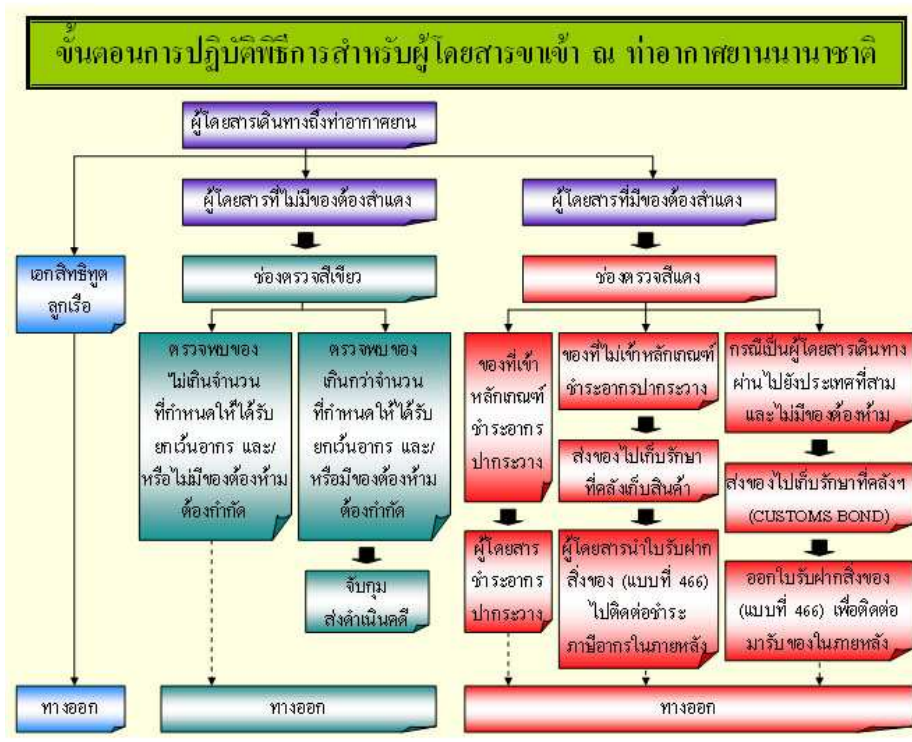 ขั้นตอนการปฏิบัติพิธีการสำหรับผู้โดยสารขาเข้า ณ ท่าอากาศยานนานาชาติ
ผู้โดยสารเดินทางถึงท่าอากาศยาน
ผู้โดยสารที่ไม่มีของต้องสำแดง
ผู้โดยสารที่มีของต้องสำแดง
เอกสิทธิทูต
ลูกเรือ
ช่องตรวจสีเขียว
ช่องตรวจสีแดง
ตรวจพบของ
ไม่เกินจำนวน
ที่กำหนดให้ได้รับ
ยกเว้นอากร และ/
หรือไม่มีของต้องห้าม
ต้องกำกัด
ตรวจพบของ
เกินกว่าจำนวน
ที่กำหนดให้ได้รับ
ยกเว้นอากร และ/
หรือมีของต้องห้าม
ต้องกำกัด
จับกุม
ส่งดำเนินคดี
ของที่เข้า
หลักเกณฑ์
ชำระอากร
ปากระวาง
ผู้โดยสาร
ชำระอากร
ปากระวาง
ของที่ไม่เข้าหลักเกณฑ์
ชำระอากรปากระวาง
ส่งของไปเก็บรักษา
ที่คลังเก็บสินค้า
ผู้โดยสารนำใบรับฝาก
สิ่งของ (แบบที่ 466)
ไปติดต่อชำระ
ภาษีอากรในภายหลัง
กรณีเป็นผู้โดยสารเดินทาง
ผ่านไปยังประเทศที่สาม
และไม่มีของต้องห้าม
ส่งของไปเก็บรักษาที่คลังฯ
(CUSTOMS BOND)
ออกใบรับฝากสิ่งของ
(แบบที่ 466) เพื่อติดต่อ
มารับของในภายหลัง
ทางออก
ทางออก
ทางออก